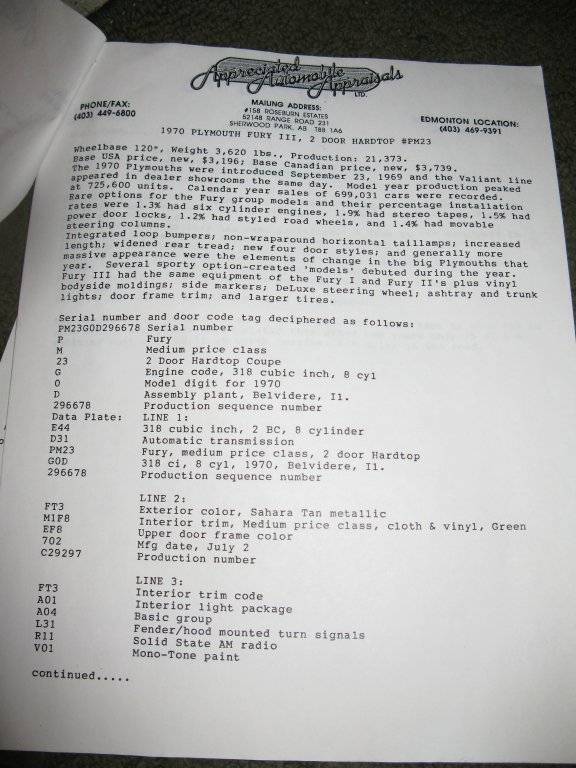 Appreciated
Automobile
Appraisals
LTD.
PHONE/FAX:
(403) 449-6800
MAILING ADDRESS:
#158 ROSEBURN ESTATES
52148 RANGE ROAD 231
SHERWOOD PARK, AB T8B 1A6
EDMONTON LOCATION:
(403) 469-9391
1970 PLYMOUTH FURY III, 2 DOOR HARDTOP #PM23
Wheelbase 120", Weight 3,620 lbs., Production: 21,373.
Base USA price, new, $3,196; Base Canadian price, new, $3,739.
The 1970 Plymouths were introduced September 23, 1969 and the Valiant line
appeared in dealer showrooms the same day. Model year production peaked
at 725,600 units. Calendar year sales of 699,031 cars were recorded.
Rare options for the Fury group models and their percentage installation
rates were 1.3% had six cylinder engines, 1.9% had stereo tapes, 1.5% had
power door locks, 1.2% had styled road wheels, and 1.4% had movable
steering columns.
Integrated loop bumpers; non-wraparound horizontal taillamps; increased
length; widened rear tread; new four door styles; and generally more
massive appearance were the elements of change in the big Plymouths that
year. Several sporty option-created 'models' debuted during the year.
Fury III had the same equipment of the Fury I and Fury II's plus vinyl
bodyside moldings; side markers; DeLuxe steering wheel; ashtray and trunk
lights; door frame trim; and larger tires.
Serial number and door code tag deciphered as follows:
PM23G0D296678 Serial number
P Fury
M Medium price class
23 2 Door Hardtop Coupe
G Engine code, 318 cubic inch, 8 cyl
0 Model digit for 1970
D Assembly plant, Belvidere, Il.
296678 Production sequence number
Data Plate: LINE 1:
E44 318 cubic inch, 2 BC, 8 cylinder
D31 Automatic transmission
PM23 Fury, medium price class, 2 door Hardtop
G0D 318 ci, 8 cyl, 1970, Belvidere, Il.
296678 Production sequence number
LINE 2:
FT3 Exterior color, Sahara Tan metallic
M1F8 Interior trim, Medium price class, cloth & vinyl, Green
EF8 Upper door frame color
702 Mfg date, July 2
C29297 Production number
LINE 3:
FT3 Interior trim code
A01 Interior light package
A04 Basic group
L31 Fender/hood mounted turn signals
R11 Solid State AM radio
V01 Mono-Tone paint
continued.....